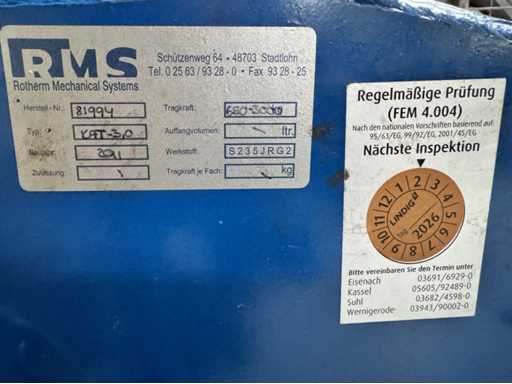 RMS
Rotherm Mechanical Systems
Schützenweg 64 - 48703 Stadtlohn
Tel. 0 25 63 / 93 28 - 0 • Fax 93 28 - 25
Herstell-Nr.: 81994
Tragkraft:
Typ: KAT-3,0
Auffangvolumen: / ltr.
Baujahr: 2011
Werkstoff: S235JRG2
Zulassung: /
Tragkraft je Fach: / kg
Regelmäßige Prüfung
(FEM 4.004)
Nach den nationalen Vorschriften basierend auf:
95/63/EG, 99/92/EG, 2001/45/EG
Nächste Inspektion
12 1 2 3 4 5 6 7 8 9 10 11
LINDIG
2026
Bitte vereinbaren Sie den Termin unter
Eisenach 03691/6929-0
Kassel 05605/92489-0
Suhl 03682/4598-0
Wernigerode 03943/90002-0